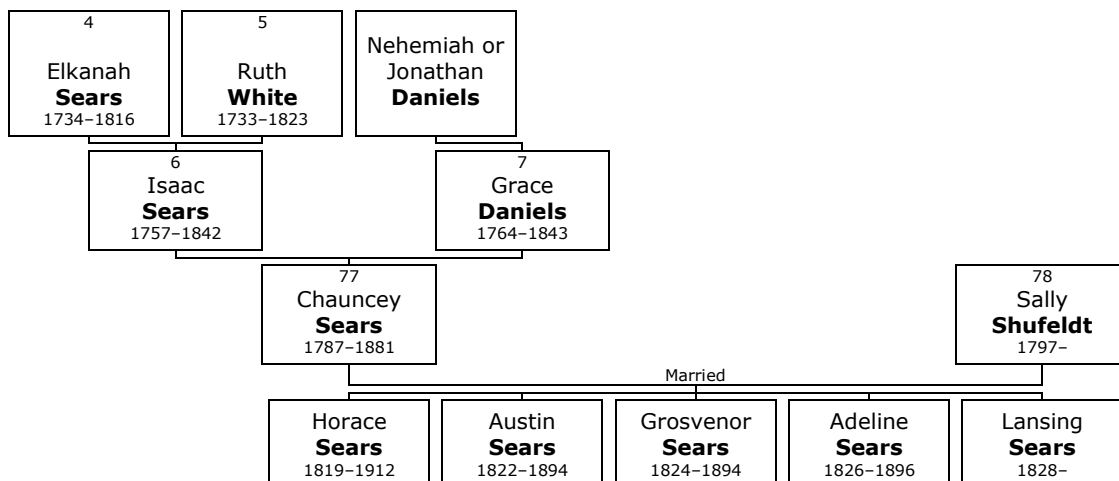 4
Elkanah
Sears
1734–1816
5
Ruth
White
1733–1823
Nehemiah or
Jonathan
Daniels
6
Isaac
Sears
1757–1842
7
Grace
Daniels
1764–1843
77
Chauncey
Sears
1787–1881
78
Sally
Shufeldt
1797–
Married
Horace
Sears
1819–1912
Austin
Sears
1822–1894
Grosvenor
Sears
1824–1894
Adeline
Sears
1826–1896
Lansing
Sears
1828–